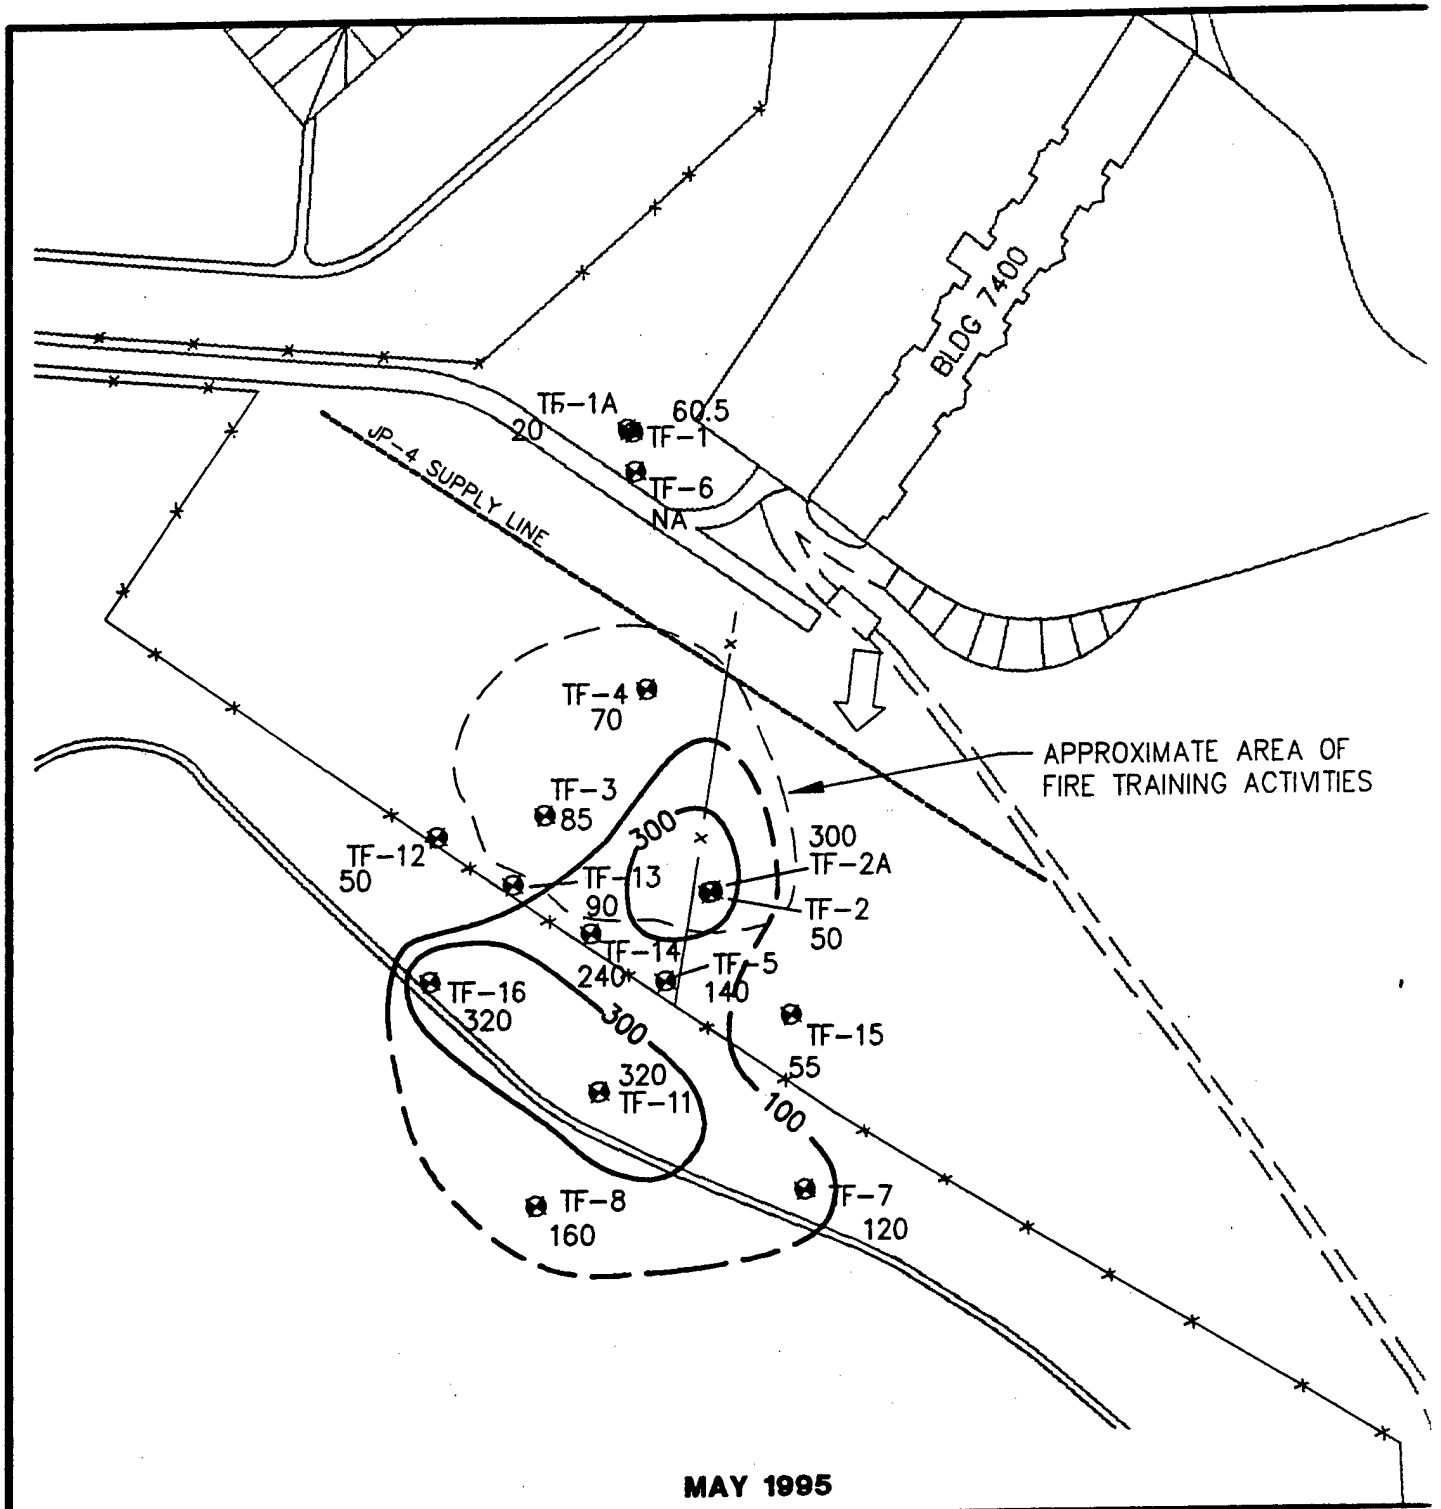 BLDG 7400
TF-1A
60.5
20
TF-1
JP-4 SUPPLY LINE
TF-6
NA
TF-4
70
APPROXIMATE AREA OF
FIRE TRAINING ACTIVITIES
TF-3
85
300
300
TF-12
50
TF-2A
TF-13
90
TF-2
50
TF-14
240
TF-5
140
TF-16
320
300
TF-15
55
320
TF-11
100
TF-7
120
TF-8
160
MAY 1995